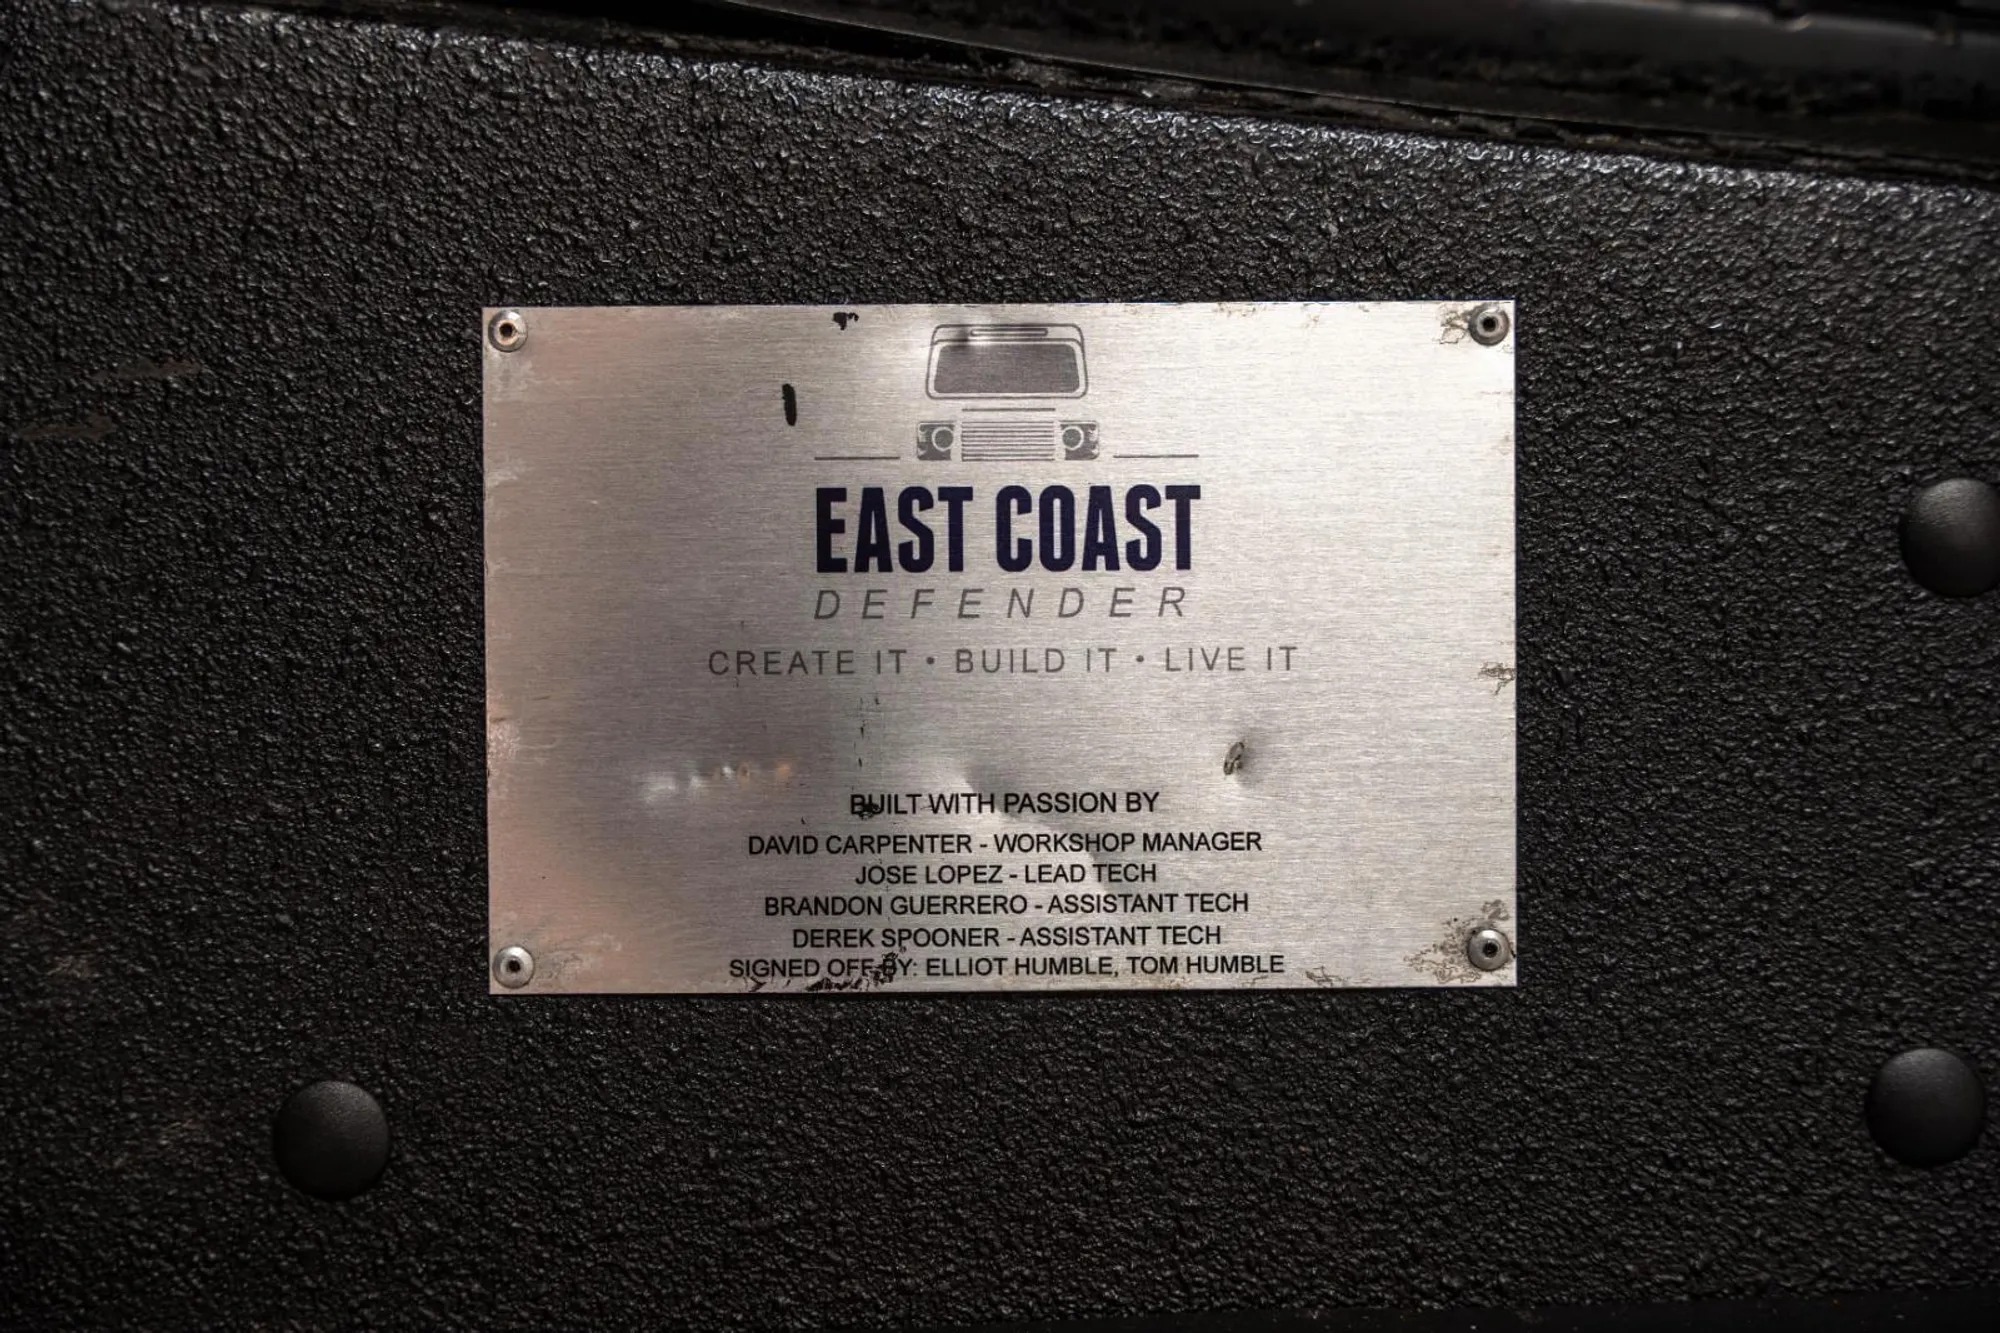 EAST COAST
DEFENDER
CREATE IT • BUILD IT • LIVE IT
BUILT WITH PASSION BY
DAVID CARPENTER - WORKSHOP MANAGER
JOSE LOPEZ - LEAD TECH
BRANDON GUERRERO - ASSISTANT TECH
DEREK SPOONER - ASSISTANT TECH
SIGNED OFF BY: ELLIOT HUMBLE, TOM HUMBLE